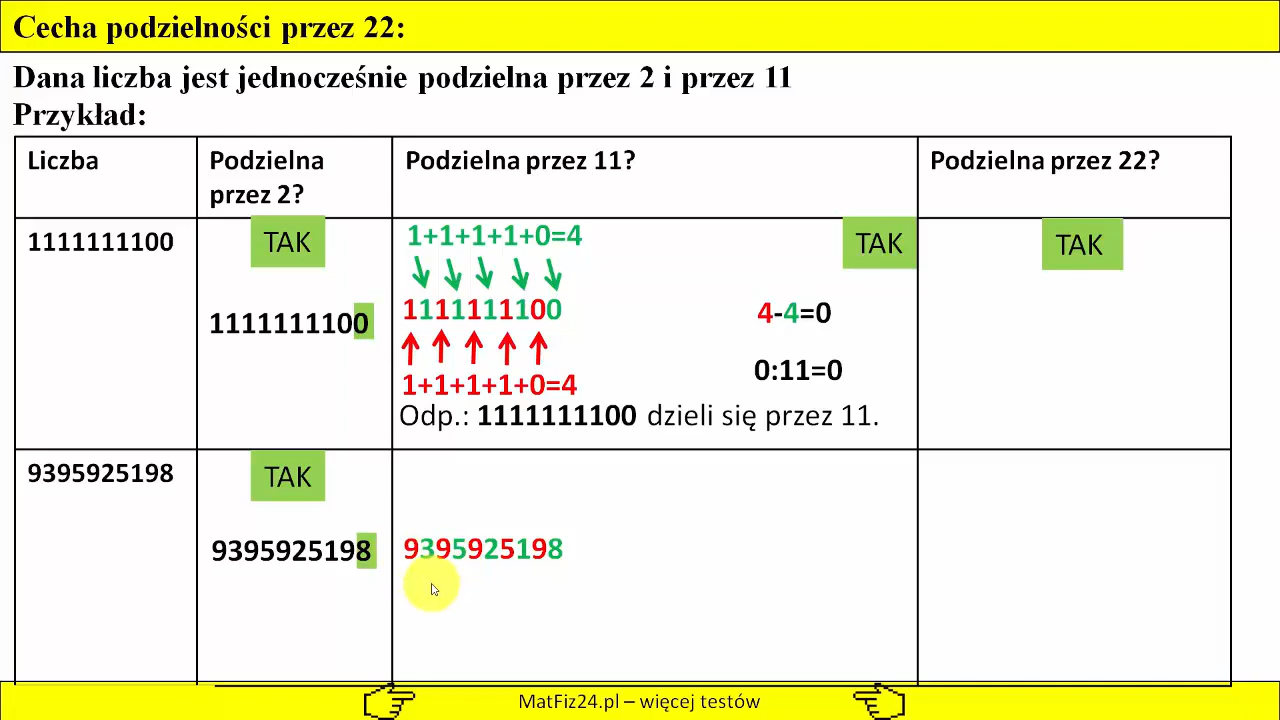 Cecha podzielności przez 22:
Dana liczba jest jednocześnie podzielna przez 2 i przez 11
Przykład:
Liczba
Podzielna
przez 2?
Podzielna przez 11?
Podzielna przez 22?
1111111100
TAK
1111111100
1+1+1+1+0=4
1111111100
1+1+1+1+0=4
4-4=0
0:11=0
Odp.: 1111111100 dzieli się przez 11.
TAK
TAK
9395925198
TAK
9395925198
9395925198
MatFiz24.pl – więcej testów